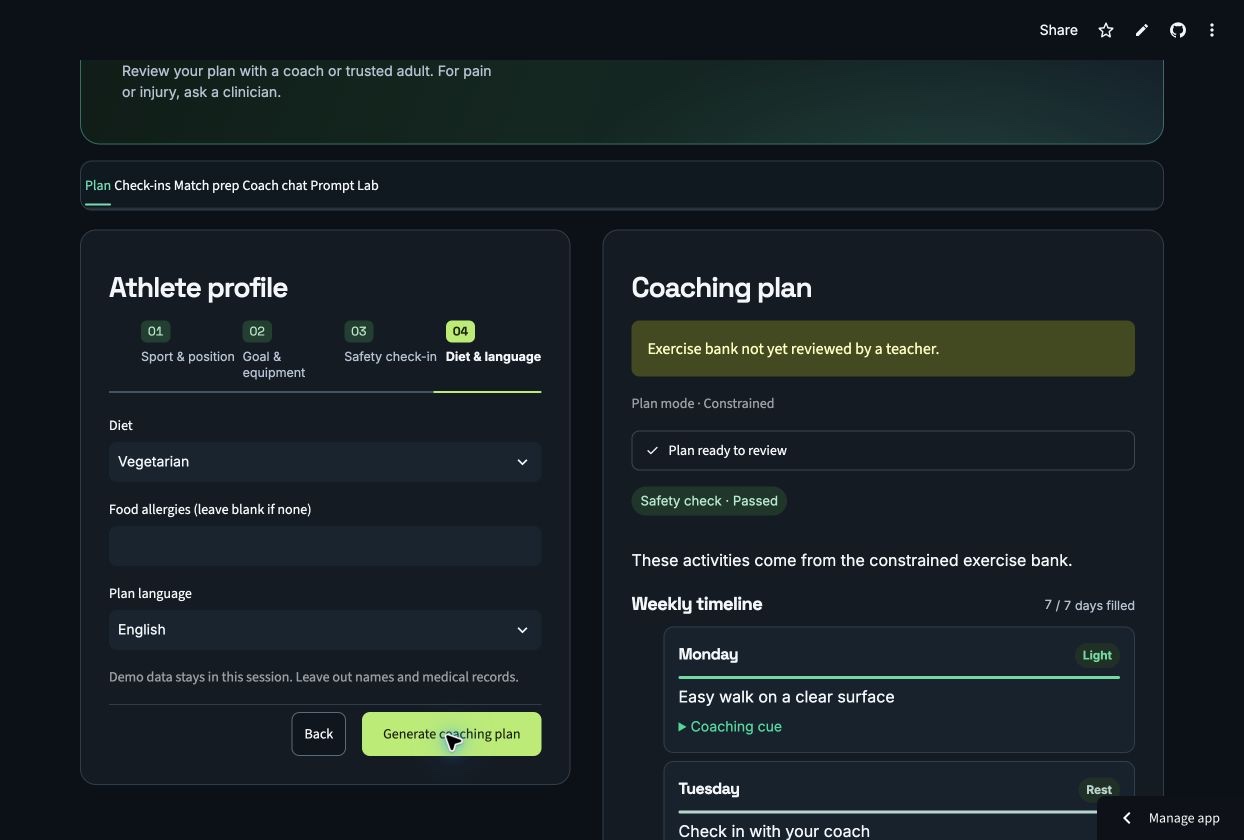 Share
Review your plan with a coach or trusted adult. For pain
or injury, ask a clinician.
Plan Check-ins Match prep Coach chat Prompt Lab
Athlete profile
01
Sport & position
02
Goal &
equipment
03
Safety check-in
04
Diet & language
Diet
Vegetarian
Food allergies (leave blank if none)
Plan language
English
Demo data stays in this session. Leave out names and medical records.
Back
Generate coaching plan
Coaching plan
Exercise bank not yet reviewed by a teacher.
Plan mode · Constrained
Plan ready to review
Safety check · Passed
These activities come from the constrained exercise bank.
Weekly timeline
7 / 7 days filled
Monday
Light
Easy walk on a clear surface
Coaching cue
Tuesday
Rest
Check in with your coach
Manage app